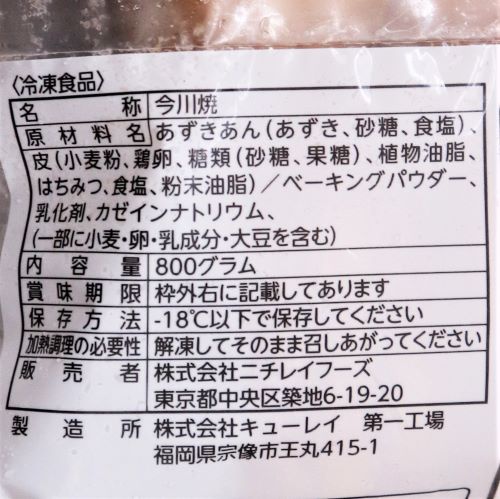 〈冷凍食品〉
名称 今川焼
原材料名 あずきあん(あずき、砂糖、食塩)、
皮(小麦粉、鶏卵、糖類(砂糖、果糖)、植物油脂、
はちみつ、食塩、粉末油脂)／ベーキングパウダー、
乳化剤、カゼインナトリウム、
(一部に小麦・卵・乳成分・大豆を含む)
内容量 800グラム
賞味期限 枠外右に記載してあります
保存方法 -18℃以下で保存してください
加熱調理の必要性 解凍してそのまま召しあがってください
販売者 株式会社ニチレイフーズ
東京都中央区築地6-19-20
製造所 株式会社キューレイ 第一工場
福岡県宗像市王丸415-1